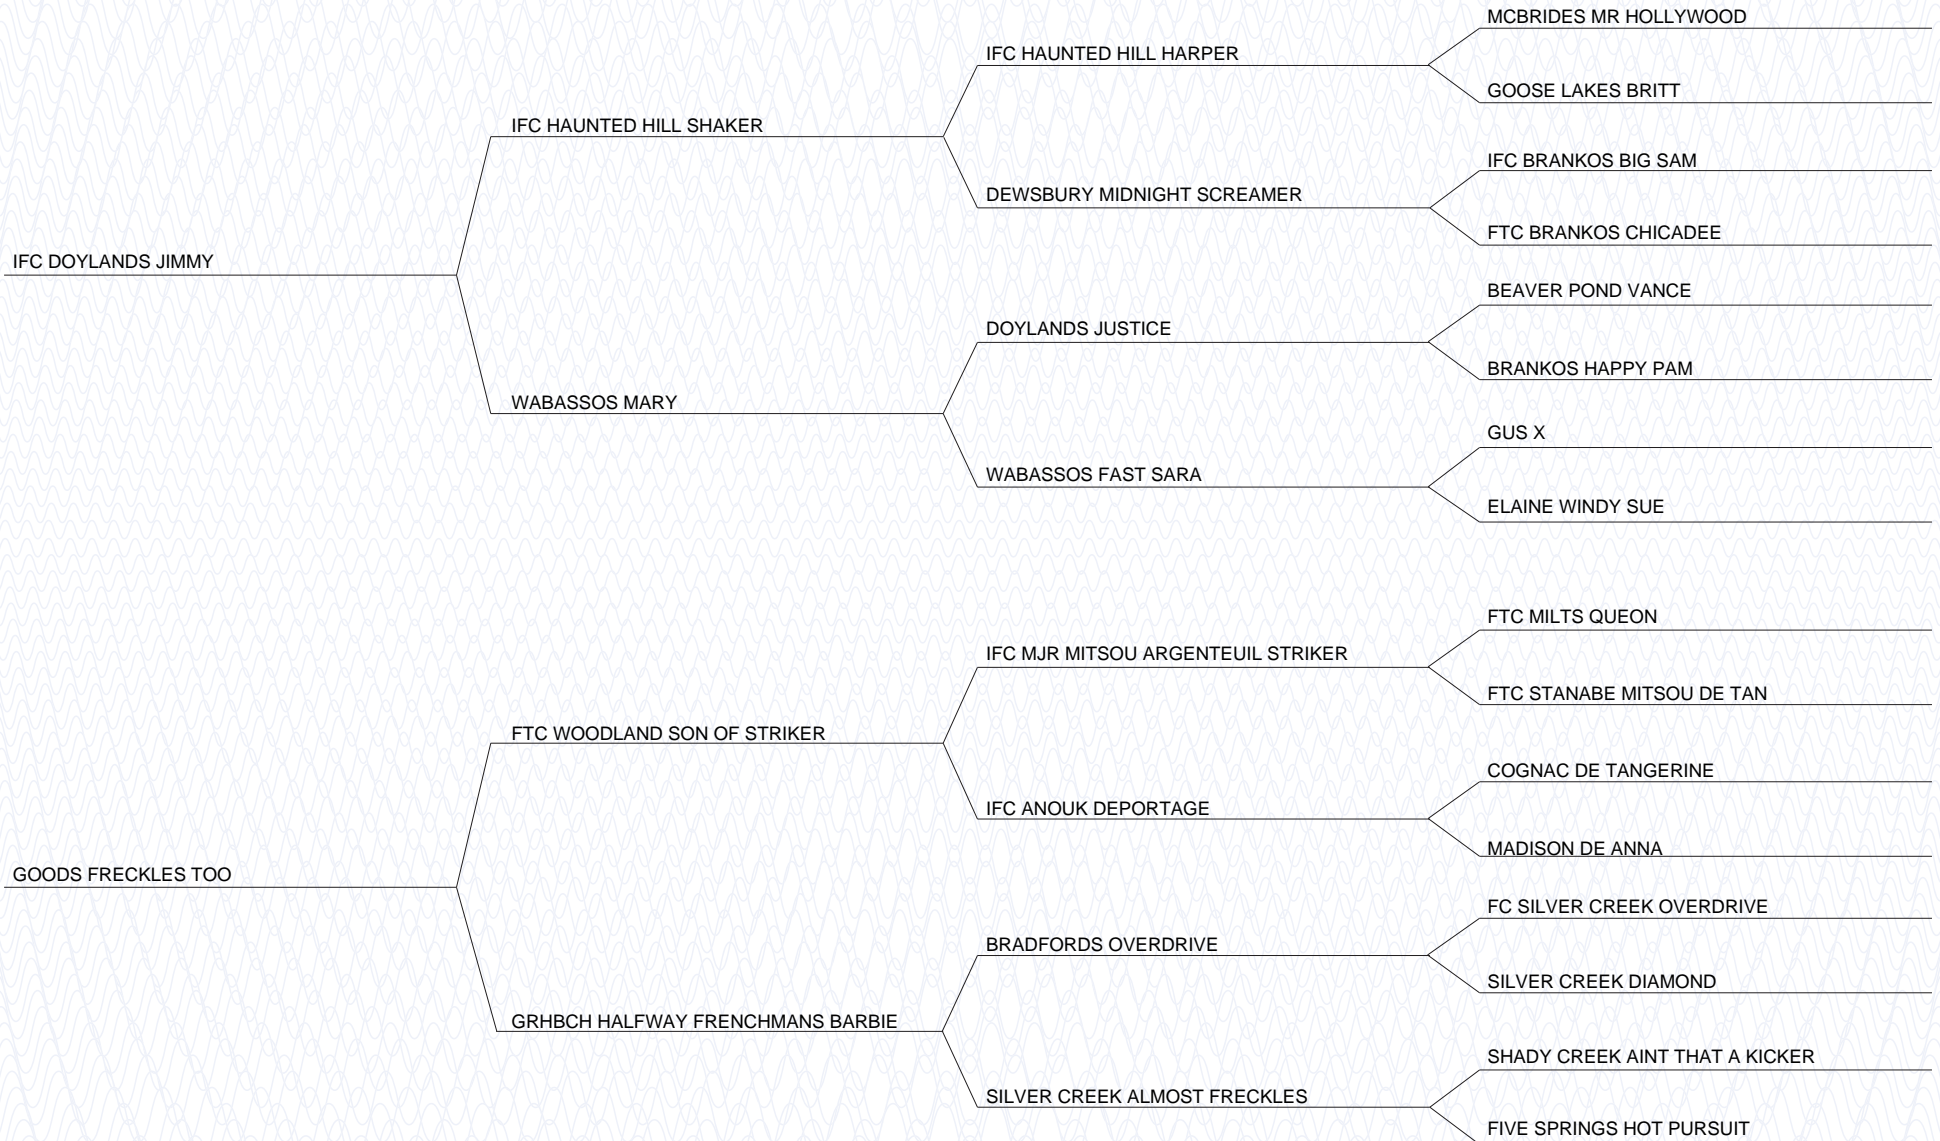 MCBRIDES MR HOLLYWOOD
IFC HAUNTED HILL HARPER
GOOSE LAKES BRITT
IFC HAUNTED HILL SHAKER
IFC BRANKOS BIG SAM
DEWSBURY MIDNIGHT SCREAMER
FTC BRANKOS CHICADEE
IFC DOYLANDS JIMMY
BEAVER POND VANCE
DOYLANDS JUSTICE
BRANKOS HAPPY PAM
WABASSOS MARY
GUS X
WABASSOS FAST SARA
ELAINE WINDY SUE
FTC MILTS QUEON
IFC MJR MITSOU ARGENTEUIL STRIKER
FTC STANABE MITSOU DE TAN
FTC WOODLAND SON OF STRIKER
COGNAC DE TANGERINE
IFC ANOUK DEPORTAGE
MADISON DE ANNA
GOODS FRECKLES TOO
FC SILVER CREEK OVERDRIVE
BRADFORDS OVERDRIVE
SILVER CREEK DIAMOND
GRHBCH HALFWAY FRENCHMANS BARBIE
SHADY CREEK AINT THAT A KICKER
SILVER CREEK ALMOST FRECKLES
FIVE SPRINGS HOT PURSUIT